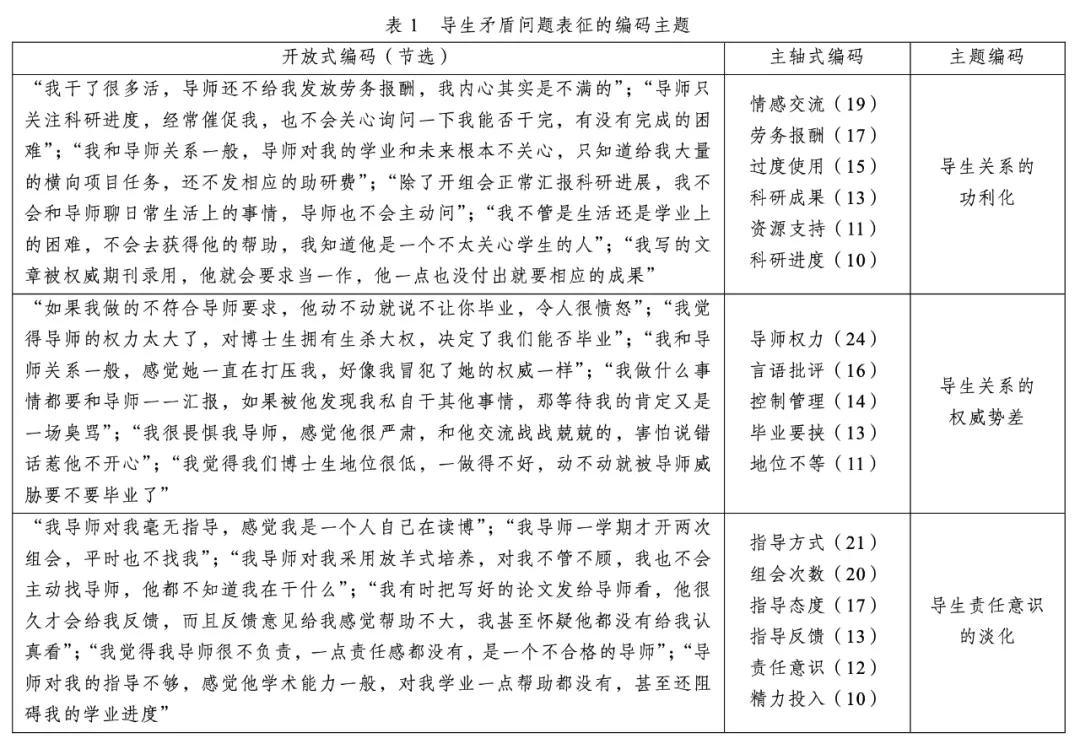 表 1 导生矛盾问题表征的编码主题
开放式编码（节选）
主轴式编码
主题编码
“我干了很多活，导师还不给我发放劳务报酬，我内心其实是不满的”；“导师只
关注科研进度，经常催促我，也不会关心询问一下我能否干完，有没有完成的困
难”；“我和导师关系一般，导师对我的学业和未来根本不关心，只知道给我大量
的横向项目任务，还不发相应的助研费”；“除了开组会正常汇报科研进展，我不
会和导师聊日常生活上的事情，导师也不会主动问”；“我不管是生活还是学业上
的困难，不会去获得他的帮助，我知道他是一个不太关心学生的人”；“我写的文
章被权威期刊录用，他就会要求当一作，他一点也没付出就要相应的成果”
情感交流（19）
劳务报酬（17）
过度使用（15）
科研成果（13）
资源支持（11）
科研进度（10）
导生关系的
功利化
“如果我做的不符合导师要求，他动不动就说不让你毕业，令人很愤怒”；“我觉
得导师的权力太大了，对博士生拥有生杀大权，决定了我们能否毕业”；“我和导
师关系一般，感觉她一直在打压我，好像我冒犯了她的权威一样”；“我做什么事
情都要和导师一一汇报，如果被他发现我私自干其他事情，那等待我的肯定又是
一场臭骂”；“我很畏惧我导师，感觉他很严肃，和他交流战战兢兢的，害怕说错
话惹他不开心”；“我觉得我们博士生地位很低，一做得不好，动不动就被导师威
胁要不要毕业了”
导师权力（24）
言语批评（16）
控制管理（14）
毕业要挟（13）
地位不等（11）
导生关系的
权威势差
“我导师对我毫无指导，感觉我是一个人自己在读博”；“我导师一学期才开两次
组会，平时也不找我”；“我导师对我采用放羊式培养，对我不管不顾，我也不会
主动找导师，他都不知道我在干什么”；“我有时把写好的论文发给导师看，他很
久才会给我反馈，而且反馈意见给我感觉帮助不大，我甚至怀疑他都没有给我认
真看”；“我觉得我导师很不负责，一点责任感都没有，是一个不合格的导师”；“导
师对我的指导不够，感觉他学术能力一般，对我学业一点帮助都没有，甚至还阻
碍我的学业进度”
指导方式（21）
组会次数（20）
指导态度（17）
指导反馈（13）
责任意识（12）
精力投入（10）
导生责任意识
的淡化